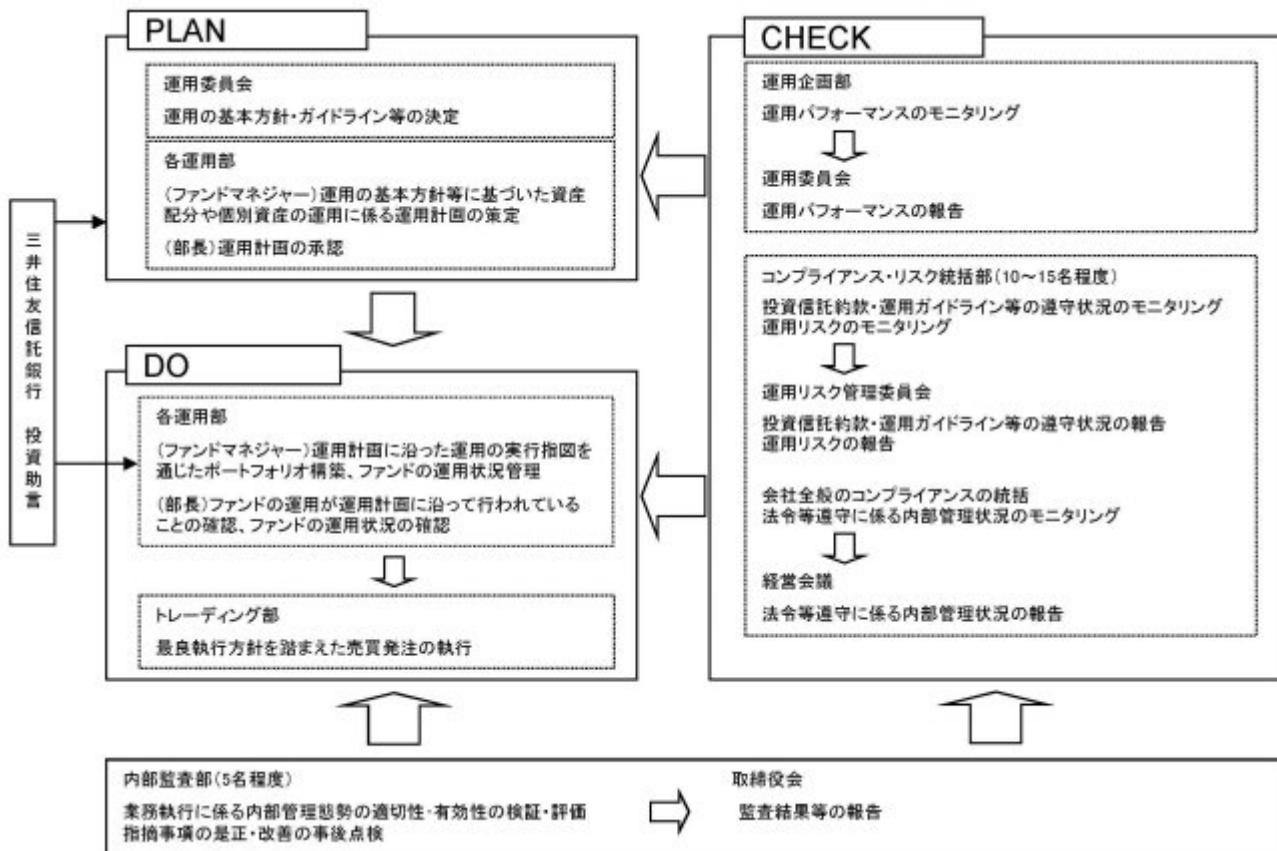 PLAN
運用委員会
運用の基本方針・ガイドライン等の決定
各運用部
(ファンドマネジャー)運用の基本方針等に基づいた資産
配分や個別資産の運用に係る運用計画の策定
(部長)運用計画の承認
三井住友信託銀行 投資助言
DO
各運用部
(ファンドマネジャー)運用計画に沿った運用の実行指図を
通じたポートフォリオ構築、ファンドの運用状況管理
(部長)ファンドの運用が運用計画に沿って行われている
ことの確認、ファンドの運用状況の確認
トレーディング部
最良執行方針を踏まえた売買発注の執行
CHECK
運用企画部
運用パフォーマンスのモニタリング
運用委員会
運用パフォーマンスの報告
コンプライアンス・リスク統括部(10~15名程度)
投資信託約款・運用ガイドライン等の遵守状況のモニタリング
運用リスクのモニタリング
運用リスク管理委員会
投資信託約款・運用ガイドライン等の遵守状況の報告
運用リスクの報告
会社全般のコンプライアンスの統括
法令等遵守に係る内部管理状況のモニタリング
経営会議
法令等遵守に係る内部管理状況の報告
内部監査部(5名程度)
業務執行に係る内部管理態勢の適切性・有効性の検証・評価
指摘事項の是正・改善の事後点検
取締役会
監査結果等の報告